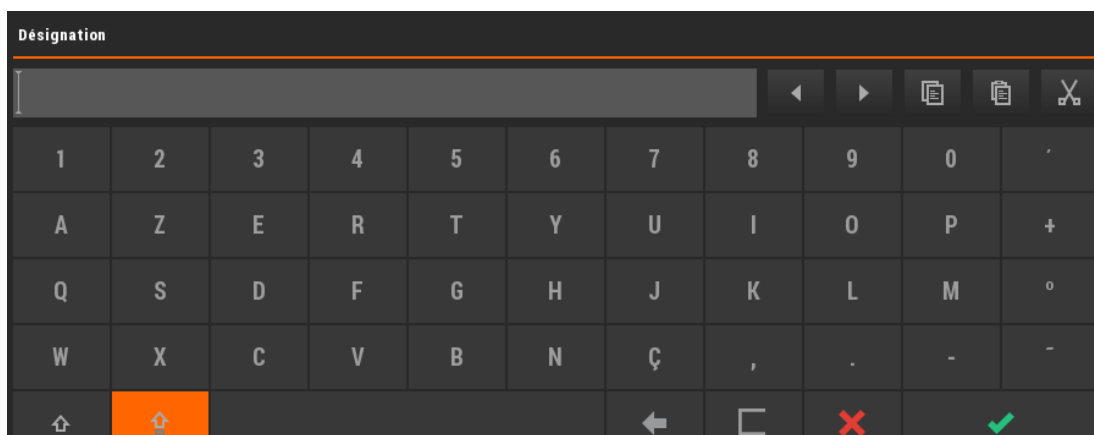 Désignation
1 2 3 4 5 6 7 8 9 0 ´
A Z E R T Y U I O P +
Q S D F G H J K L M º
W X C V B N Ç , . - ~